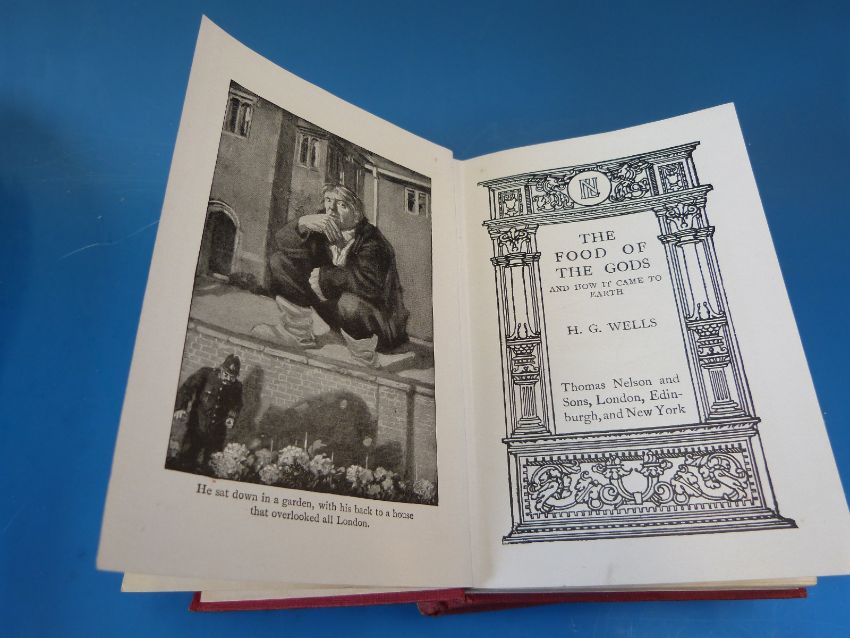 He sat down in a garden, with his back to a house
that overlooked all London.
THE
FOOD OF
THE GODS
AND HOW IT CAME TO
EARTH
H. G. WELLS
Thomas Nelson and
Sons, London, Edin-
burgh, and New York